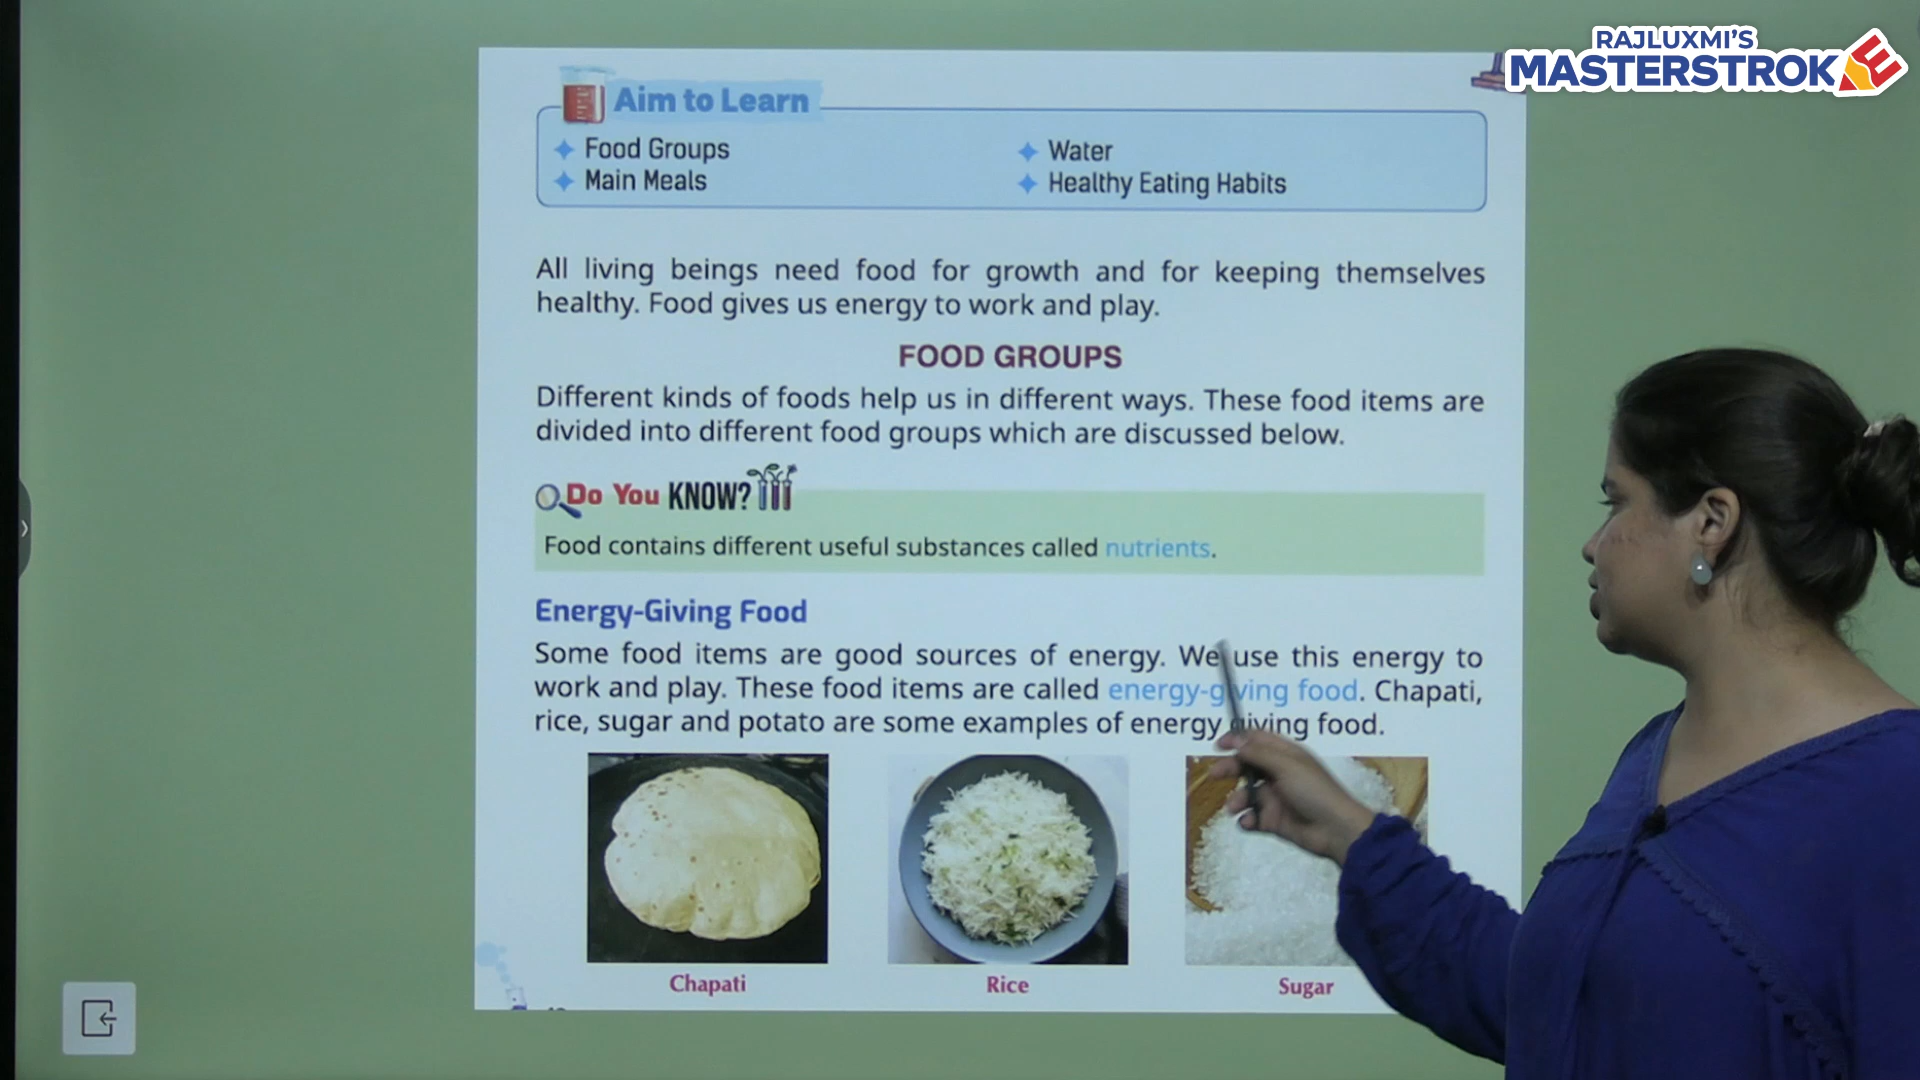 RAJLUXMI'S
MASTERSTROKE
Aim to Learn
Food Groups
Main Meals
Water
Healthy Eating Habits
All living beings need food for growth and for keeping themselves
healthy. Food gives us energy to work and play.
FOOD GROUPS
Different kinds of foods help us in different ways. These food items are
divided into different food groups which are discussed below.
Do You KNOW?
Food contains different useful substances called nutrients.
Energy-Giving Food
Some food items are good sources of energy. We use this energy to
work and play. These food items are called energy-giving food. Chapati,
rice, sugar and potato are some examples of energy giving food.
Chapati
Rice
Sugar